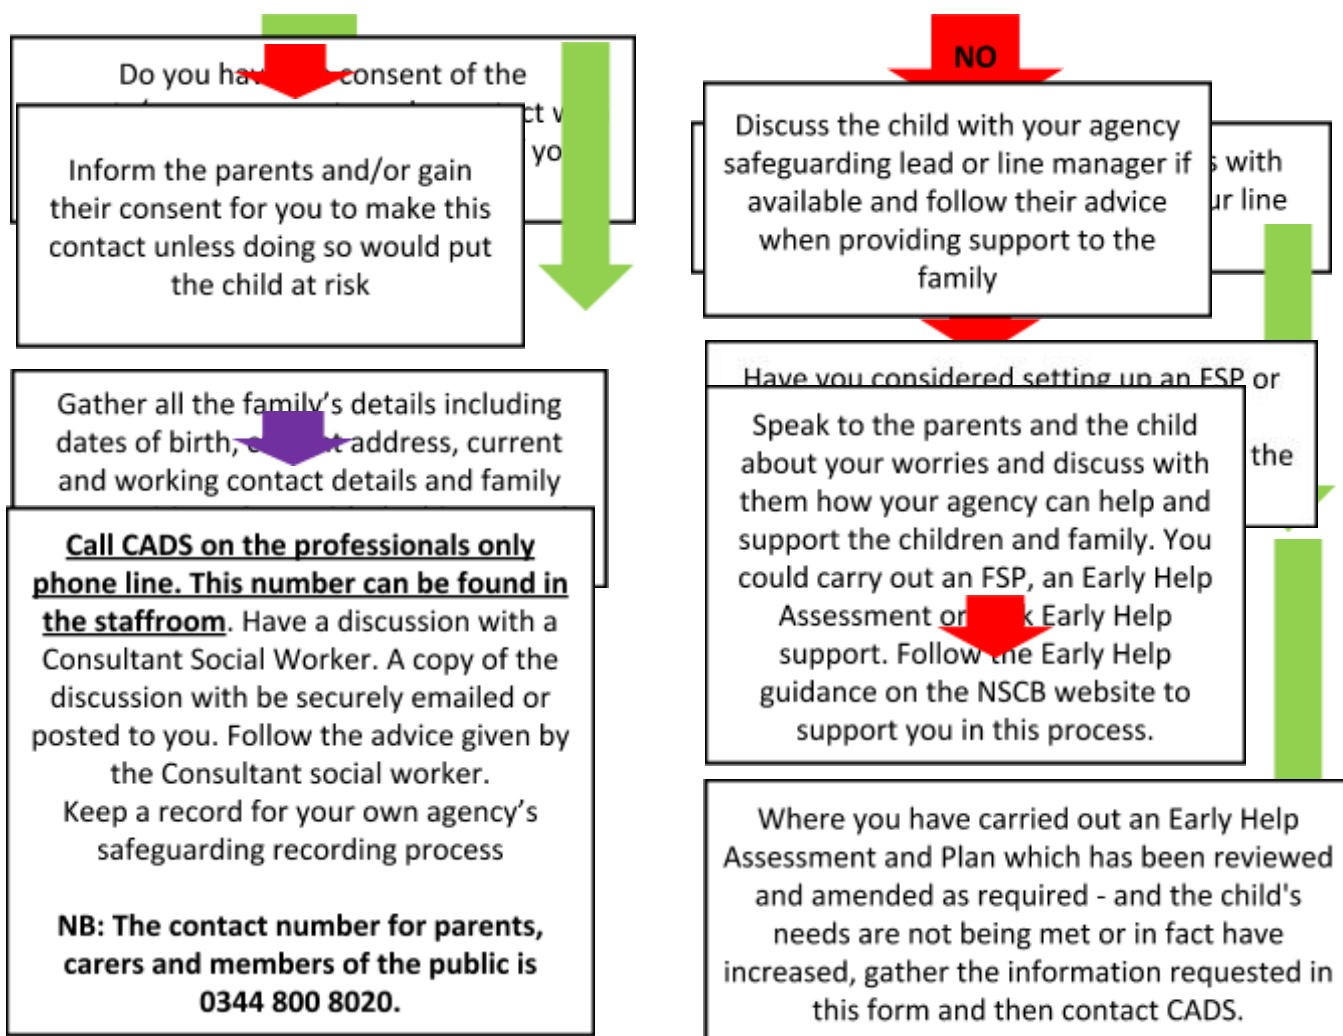 Do you have consent of the
ct w
yo
Inform the parents and/or gain
their consent for you to make this
contact unless doing so would put
the child at risk
Gather all the family's details including
dates of birth, address, current
and working contact details and family
Call CADS on the professionals only
phone line. This number can be found in
the staffroom. Have a discussion with a
Consultant Social Worker. A copy of the
discussion with be securely emailed or
posted to you. Follow the advice given by
the Consultant social worker.
Keep a record for your own agency's
safeguarding recording process
NB: The contact number for parents,
carers and members of the public is
0344 800 8020.
NO
Discuss the child with your agency
safeguarding lead or line manager if
available and follow their advice
when providing support to the
family
s with
ur line
Have you considered setting up an FSP or
the
Speak to the parents and the child
about your worries and discuss with
them how your agency can help and
support the children and family. You
could carry out an FSP, an Early Help
Assessment or Early Help
support. Follow the Early Help
guidance on the NSCB website to
support you in this process.
Where you have carried out an Early Help
Assessment and Plan which has been reviewed
and amended as required - and the child's
needs are not being met or in fact have
increased, gather the information requested in
this form and then contact CADS.